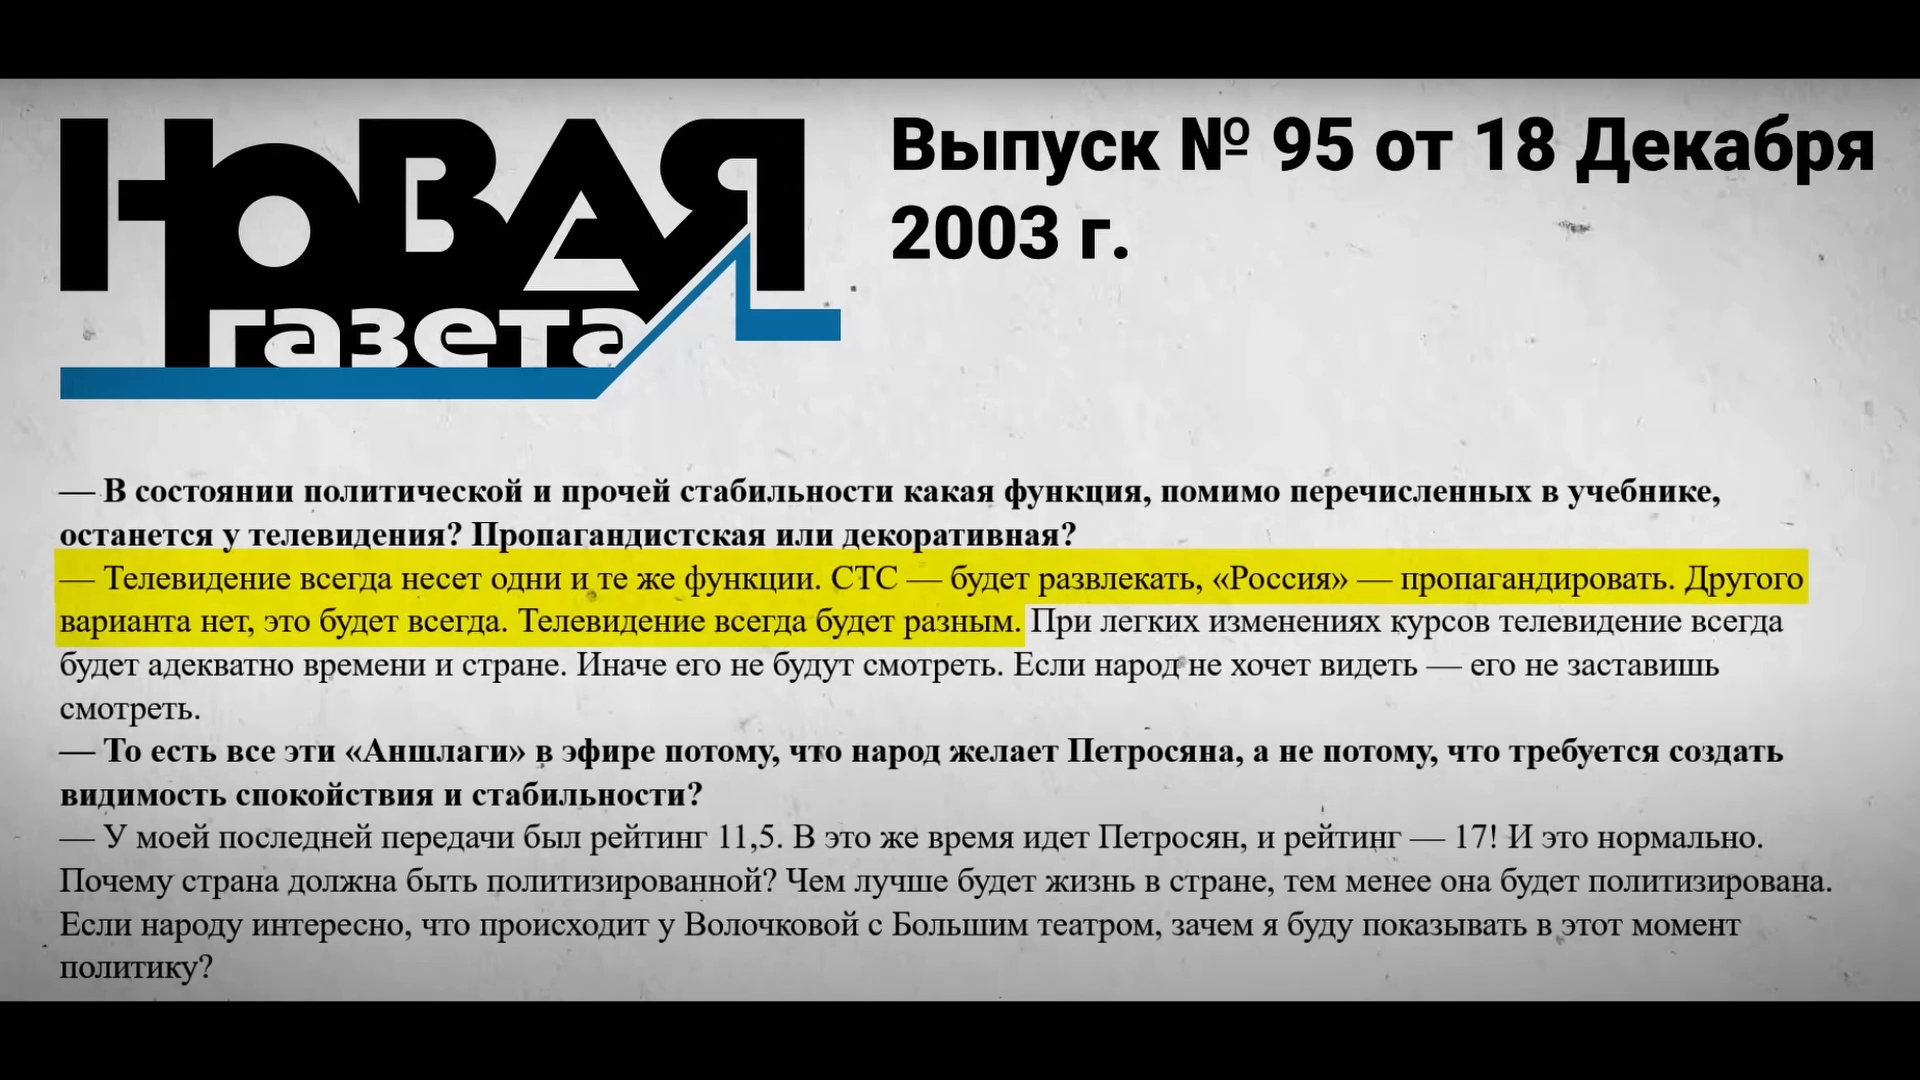 НОВАЯ
газета
Выпуск № 95 от 18 Декабря
2003 г.
— В состоянии политической и прочей стабильности какая функция, помимо перечисленных в учебнике,
останется у телевидения? Пропагандистская или декоративная?
— Телевидение всегда несет одни и те же функции. СТС — будет развлекать, «Россия» — пропагандировать. Другого
варианта нет, это будет всегда. Телевидение всегда будет разным. При легких изменениях курсов телевидение всегда
будет адекватно времени и стране. Иначе его не будут смотреть. Если народ не хочет видеть — его не заставишь
смотреть.
— То есть все эти «Аншлаги» в эфире потому, что народ желает Петросяна, а не потому, что требуется создать
видимость спокойствия и стабильности?
— У моей последней передачи был рейтинг 11,5. В это же время идет Петросян, и рейтинг — 17! И это нормально.
Почему страна должна быть политизированной? Чем лучше будет жизнь в стране, тем менее она будет политизирована.
Если народу интересно, что происходит у Волочковой с Большим театром, зачем я буду показывать в этот момент
политику?